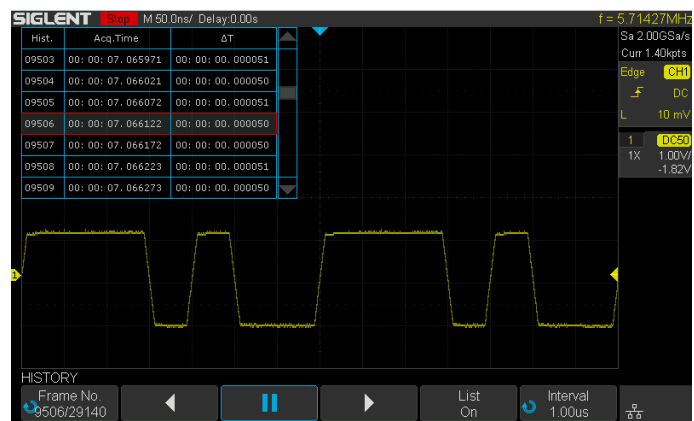 SIGLENT Stop M 50.0ns/ Delay:0.00s f = 5.71427MHz
Sa 2.00GSa/s
Curr 1.40kpts
Edge CH1
DC
L 10 mV
1 DC50
1X 1.00V/
-1.82V
Hist. Acq.Time ΔT
09503 00: 00: 07. 065971 00: 00: 00. 000051
09504 00: 00: 07. 066021 00: 00: 00. 000050
09505 00: 00: 07. 066072 00: 00: 00. 000051
09506 00: 00: 07. 066122 00: 00: 00. 000050
09507 00: 00: 07. 066172 00: 00: 00. 000050
09508 00: 00: 07. 066223 00: 00: 00. 000051
09509 00: 00: 07. 066273 00: 00: 00. 000050
1
HISTORY
Frame No.
9506/29140
List
On
Interval
1.00us